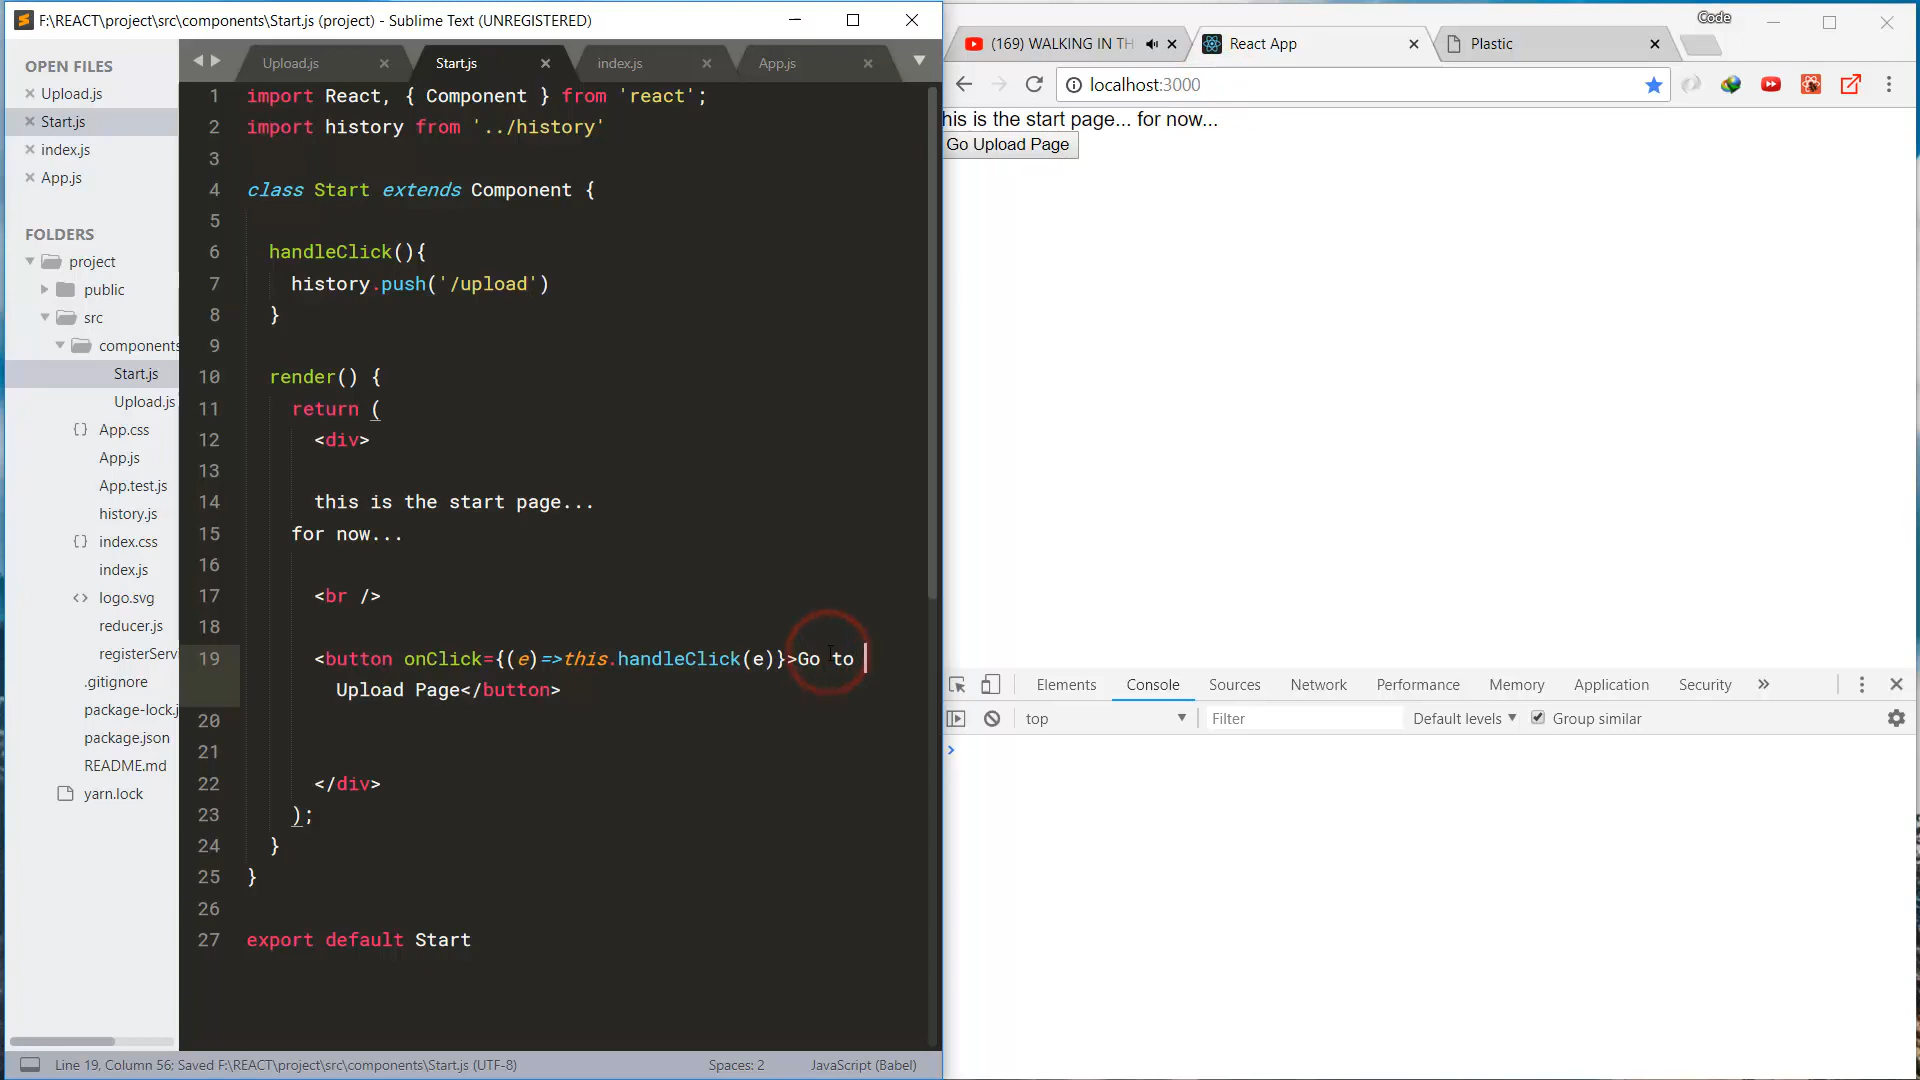 F:\REACT\project\src\components\Start.js (project) - Sublime Text (UNREGISTERED)
OPEN FILES
Upload.js
Start.js
index.js
App.js
FOLDERS
project
public
src
components
Start.js
Upload.js
App.css
App.js
App.test.js
history.js
index.css
index.js
logo.svg
reducer.js
registerServ
.gitignore
package-lock.j
package.json
README.md
yarn.lock
Upload.js
Start.js
index.js
App.js
1 import React, { Component } from 'react';
2 import history from '../history'
3
4 class Start extends Component {
5
6 handleClick(){
7 history.push('/upload')
8 }
9
10 render() {
11 return (
12 <div>
13
14 this is the start page...
15 for now...
16
17 <br />
18
19 <button onClick={(e)=>this.handleClick(e)}>Go to
Upload Page</button>
20
21
22 </div>
23 );
24 }
25 }
26
27 export default Start
Line 19, Column 56; Saved F:\REACT\project\src\components\Start.js (UTF-8)
Spaces: 2
JavaScript (Babel)
Code
(169) WALKING IN TH
React App
Plastic
localhost:3000
his is the start page... for now...
Go Upload Page
Elements
Console
Sources
Network
Performance
Memory
Application
Security
top
Filter
Default levels
Group similar